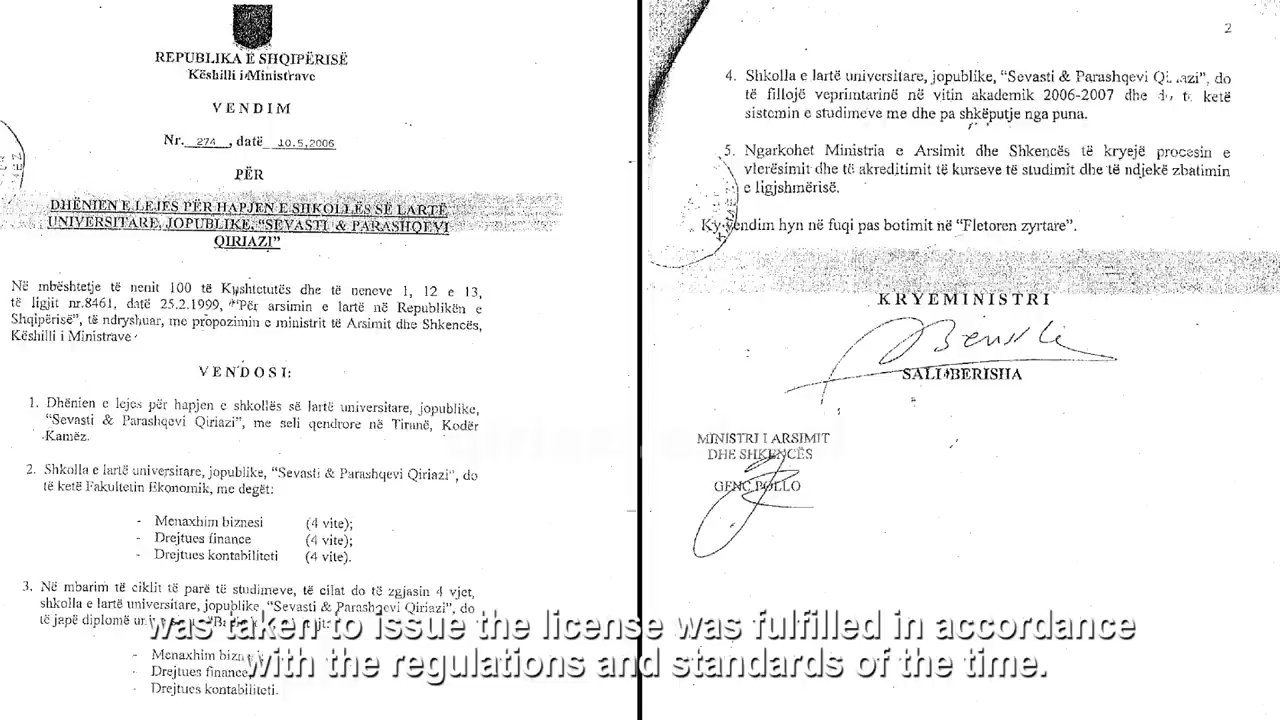 REPUBLIKA E SHQIPËRISË
Këshilli i Ministrave
VENDIM
Nr. 274, datë 10.5.2006
PËR
DHËNIEN E LEJES PËR HAPJEN E SHKOLLËS SË LARTË
UNIVERSITARE, JOPUBLIKE, “SEVASTI & PARASHQEVI
QIRIAZI”
Në mbështetje të nenit 100 të Kushtetutës dhe të neneve 1, 12 e 13,
të ligjit nr.8461, datë 25.2.1999, “Për arsimin e lartë në Republikën e
Shqipërisë”, të ndryshuar, me propozimin e ministrit të Arsimit dhe Shkencës,
Këshilli i Ministrave
VENDOSI:
1. Dhënien e lejes për hapjen e shkollës së lartë universitare, jopublike,
“Sevasti & Parashqevi Qiriazi”, me seli qendrore në Tiranë, Kodër
Kamëz.
2. Shkolla e lartë universitare, jopublike, “Sevasti & Parashqevi Qiriazi”, do
të ketë Fakultetin Ekonomik, me degët:
- Menaxhim biznesi (4 vite);
- Drejtues finance (4 vite);
- Drejtues kontabiliteti (4 vite).
3. Në mbarim të ciklit të parë të studimeve, të cilat do të zgjasin 4 vjet,
shkolla e lartë universitare, jopublike, “Sevasti & Parashqevi Qiriazi”, do
të japë diplomë
- Menaxhim
- Drejtues finance
- Drejtues kontabiliteti.
2
4. Shkolla e lartë universitare, jopublike, “Sevasti & Parashqevi do
të fillojë veprimtarinë në vitin akademik 2006-2007 dhe ketë
sistemin e studimeve me dhe pa shkëputje nga puna.
5. Ngarkohet Ministria e Arsimit dhe Shkencës të kryejë procesin e
vlerësimit dhe të akreditimit të kurseve të studimit dhe të ndjekë zbatimin
e ligjshmërisë.
Ky vendim hyn në fuqi pas botimit në “Fletoren zyrtare”.
KRYEMINISTRI
SALI BERISHA
MINISTRI I ARSIMIT
DHE SHKENCËS
GENC POLLO
was taken to issue the license was fulfilled in accordance
with the regulations and standards of the time.